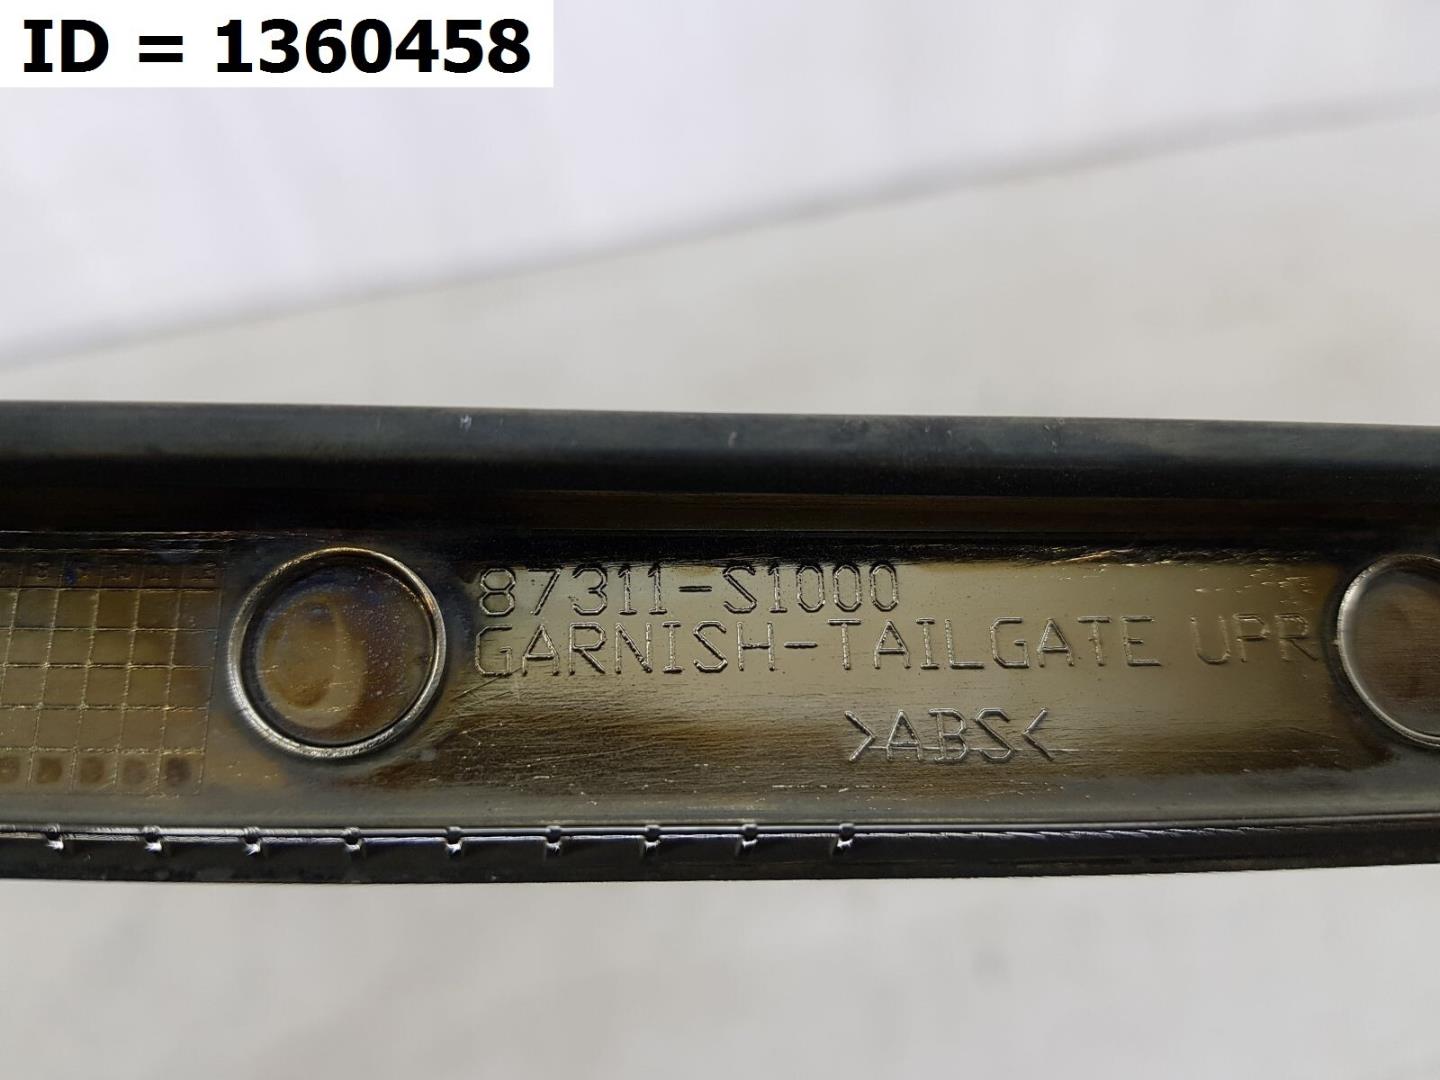 ID = 1360458
87311-S1000
GARNISH-TAILGATE UPR
>ABS<